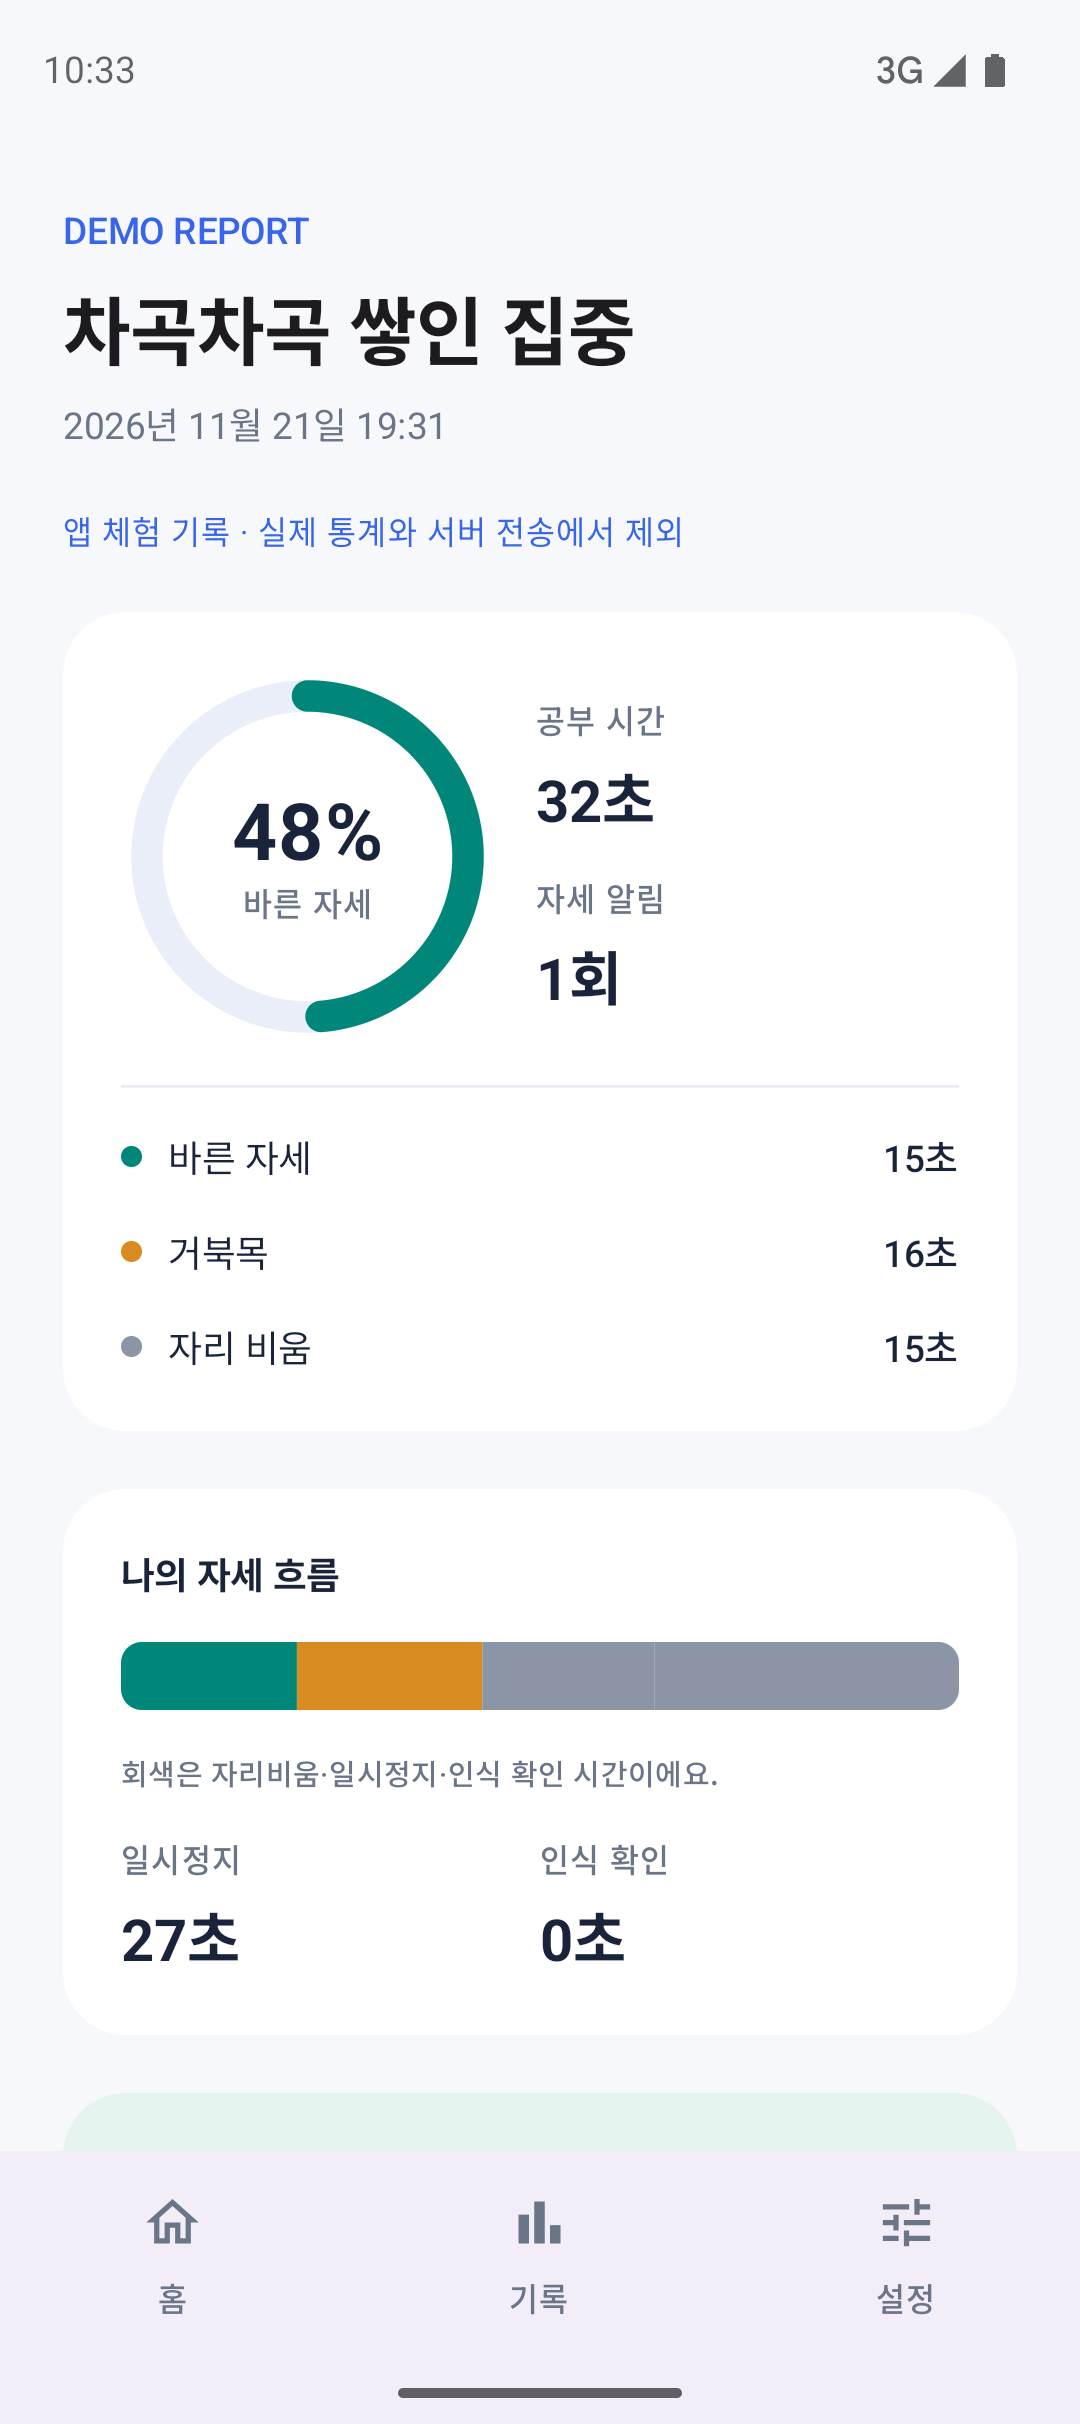 10:33
3G
DEMO REPORT
차곡차곡 쌓인 집중
2026년 11월 21일 19:31
앱 체험 기록 · 실제 통계와 서버 전송에서 제외
48%
바른 자세
공부 시간
32초
자세 알림
1회
바른 자세 15초
거북목 16초
자리 비움 15초
나의 자세 흐름
회색은 자리비움·일시정지·인식 확인 시간이에요.
일시정지 인식 확인
27초 0초
홈 기록 설정